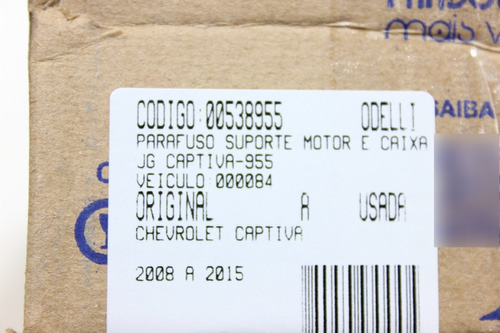 mais v
SAIBA
CODIGO:00538955 ODELLI
PARAFUSO SUPORTE MOTOR E CAIXA
JG CAPTIVA-955
VEICULO 000084
ORIGINAL A USADA
CHEVROLET CAPTIVA
2008 A 2015